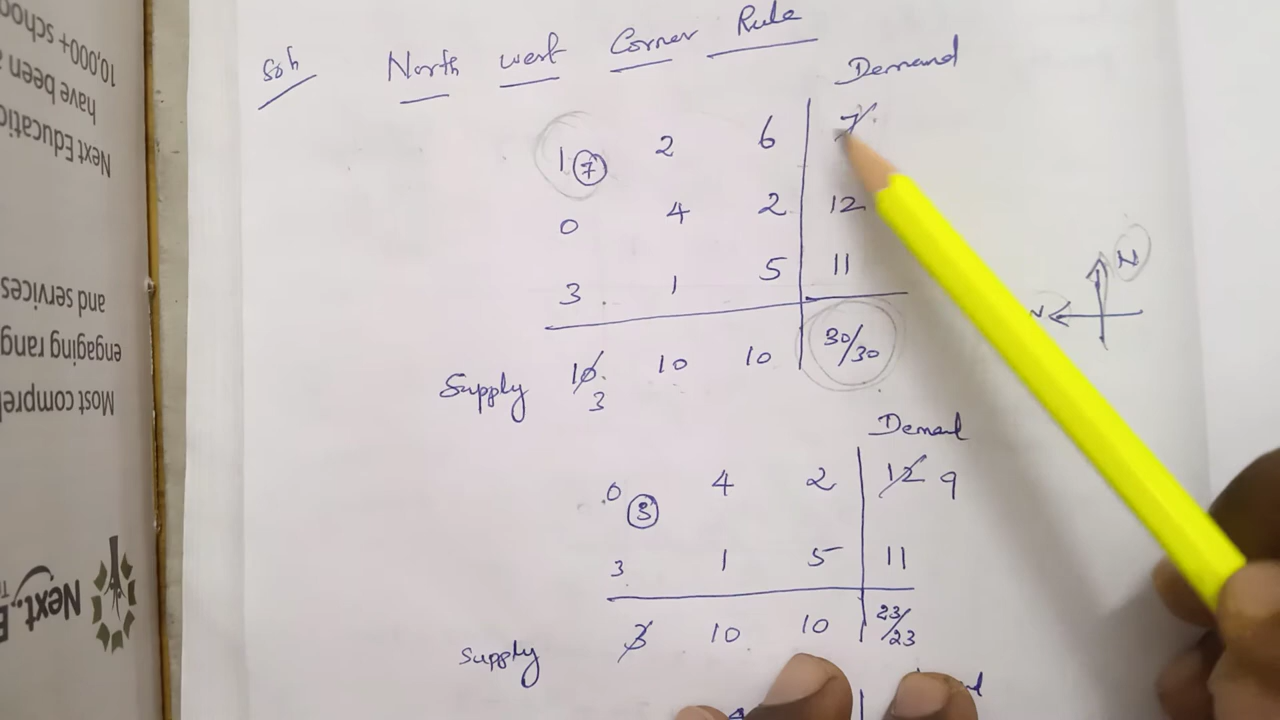 Soln North west Corner Rule
Demand
1 (7) 2 6 7
0 4 2 12
3 1 5 11
Supply 10 10 10 30/30
3
N
Demand
0 (3) 4 2 12 9
3 1 5 11
Supply 3 10 10 23/23
10,000+ schoo
have been a
Next Educatio
and services
engaging rang
Most compre
Next.